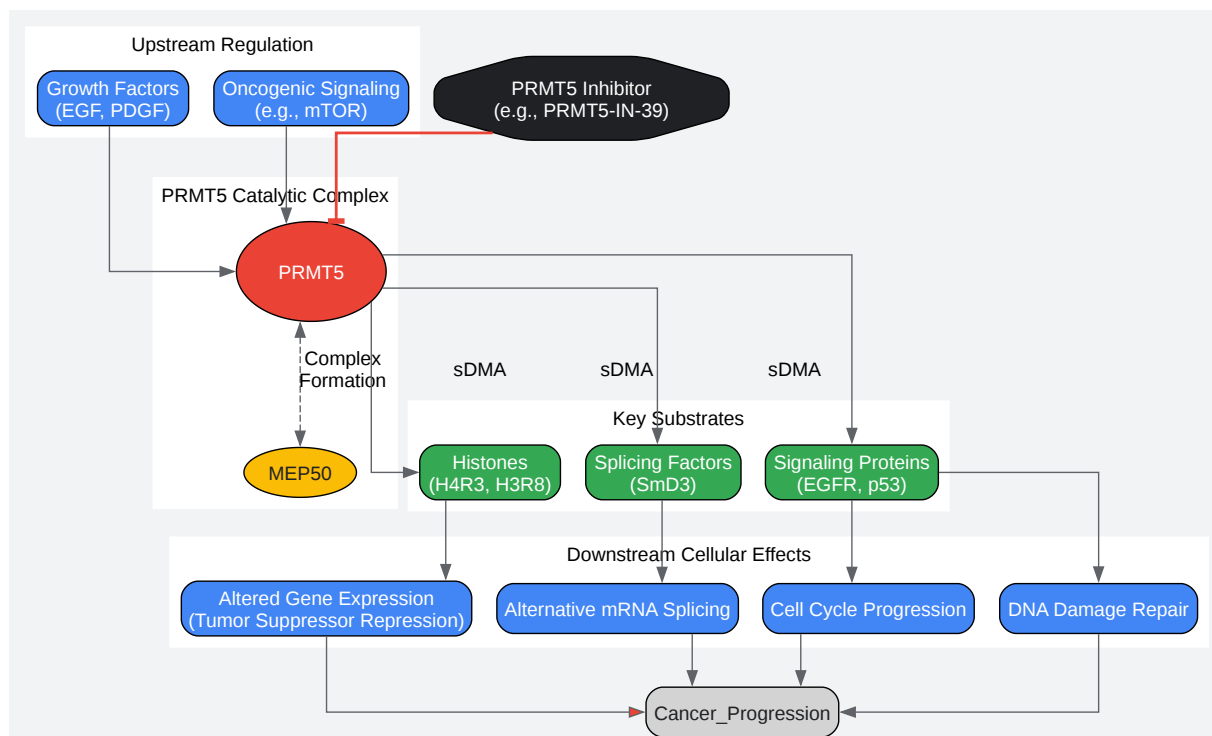 Upstream Regulation
Growth Factors
(EGF, PDGF)
Oncogenic Signaling
(e.g., mTOR)
PRMT5 Inhibitor
(e.g., PRMT5-IN-39)
PRMT5 Catalytic Complex
PRMT5
Complex
Formation
sDMA
sDMA
sDMA
MEP50
Key Substrates
Histones
(H4R3, H3R8)
Splicing Factors
(SmD3)
Signaling Proteins
(EGFR, p53)
Downstream Cellular Effects
Altered Gene Expression
(Tumor Suppressor Repression)
Alternative mRNA Splicing
Cell Cycle Progression
DNA Damage Repair
Cancer_Progression